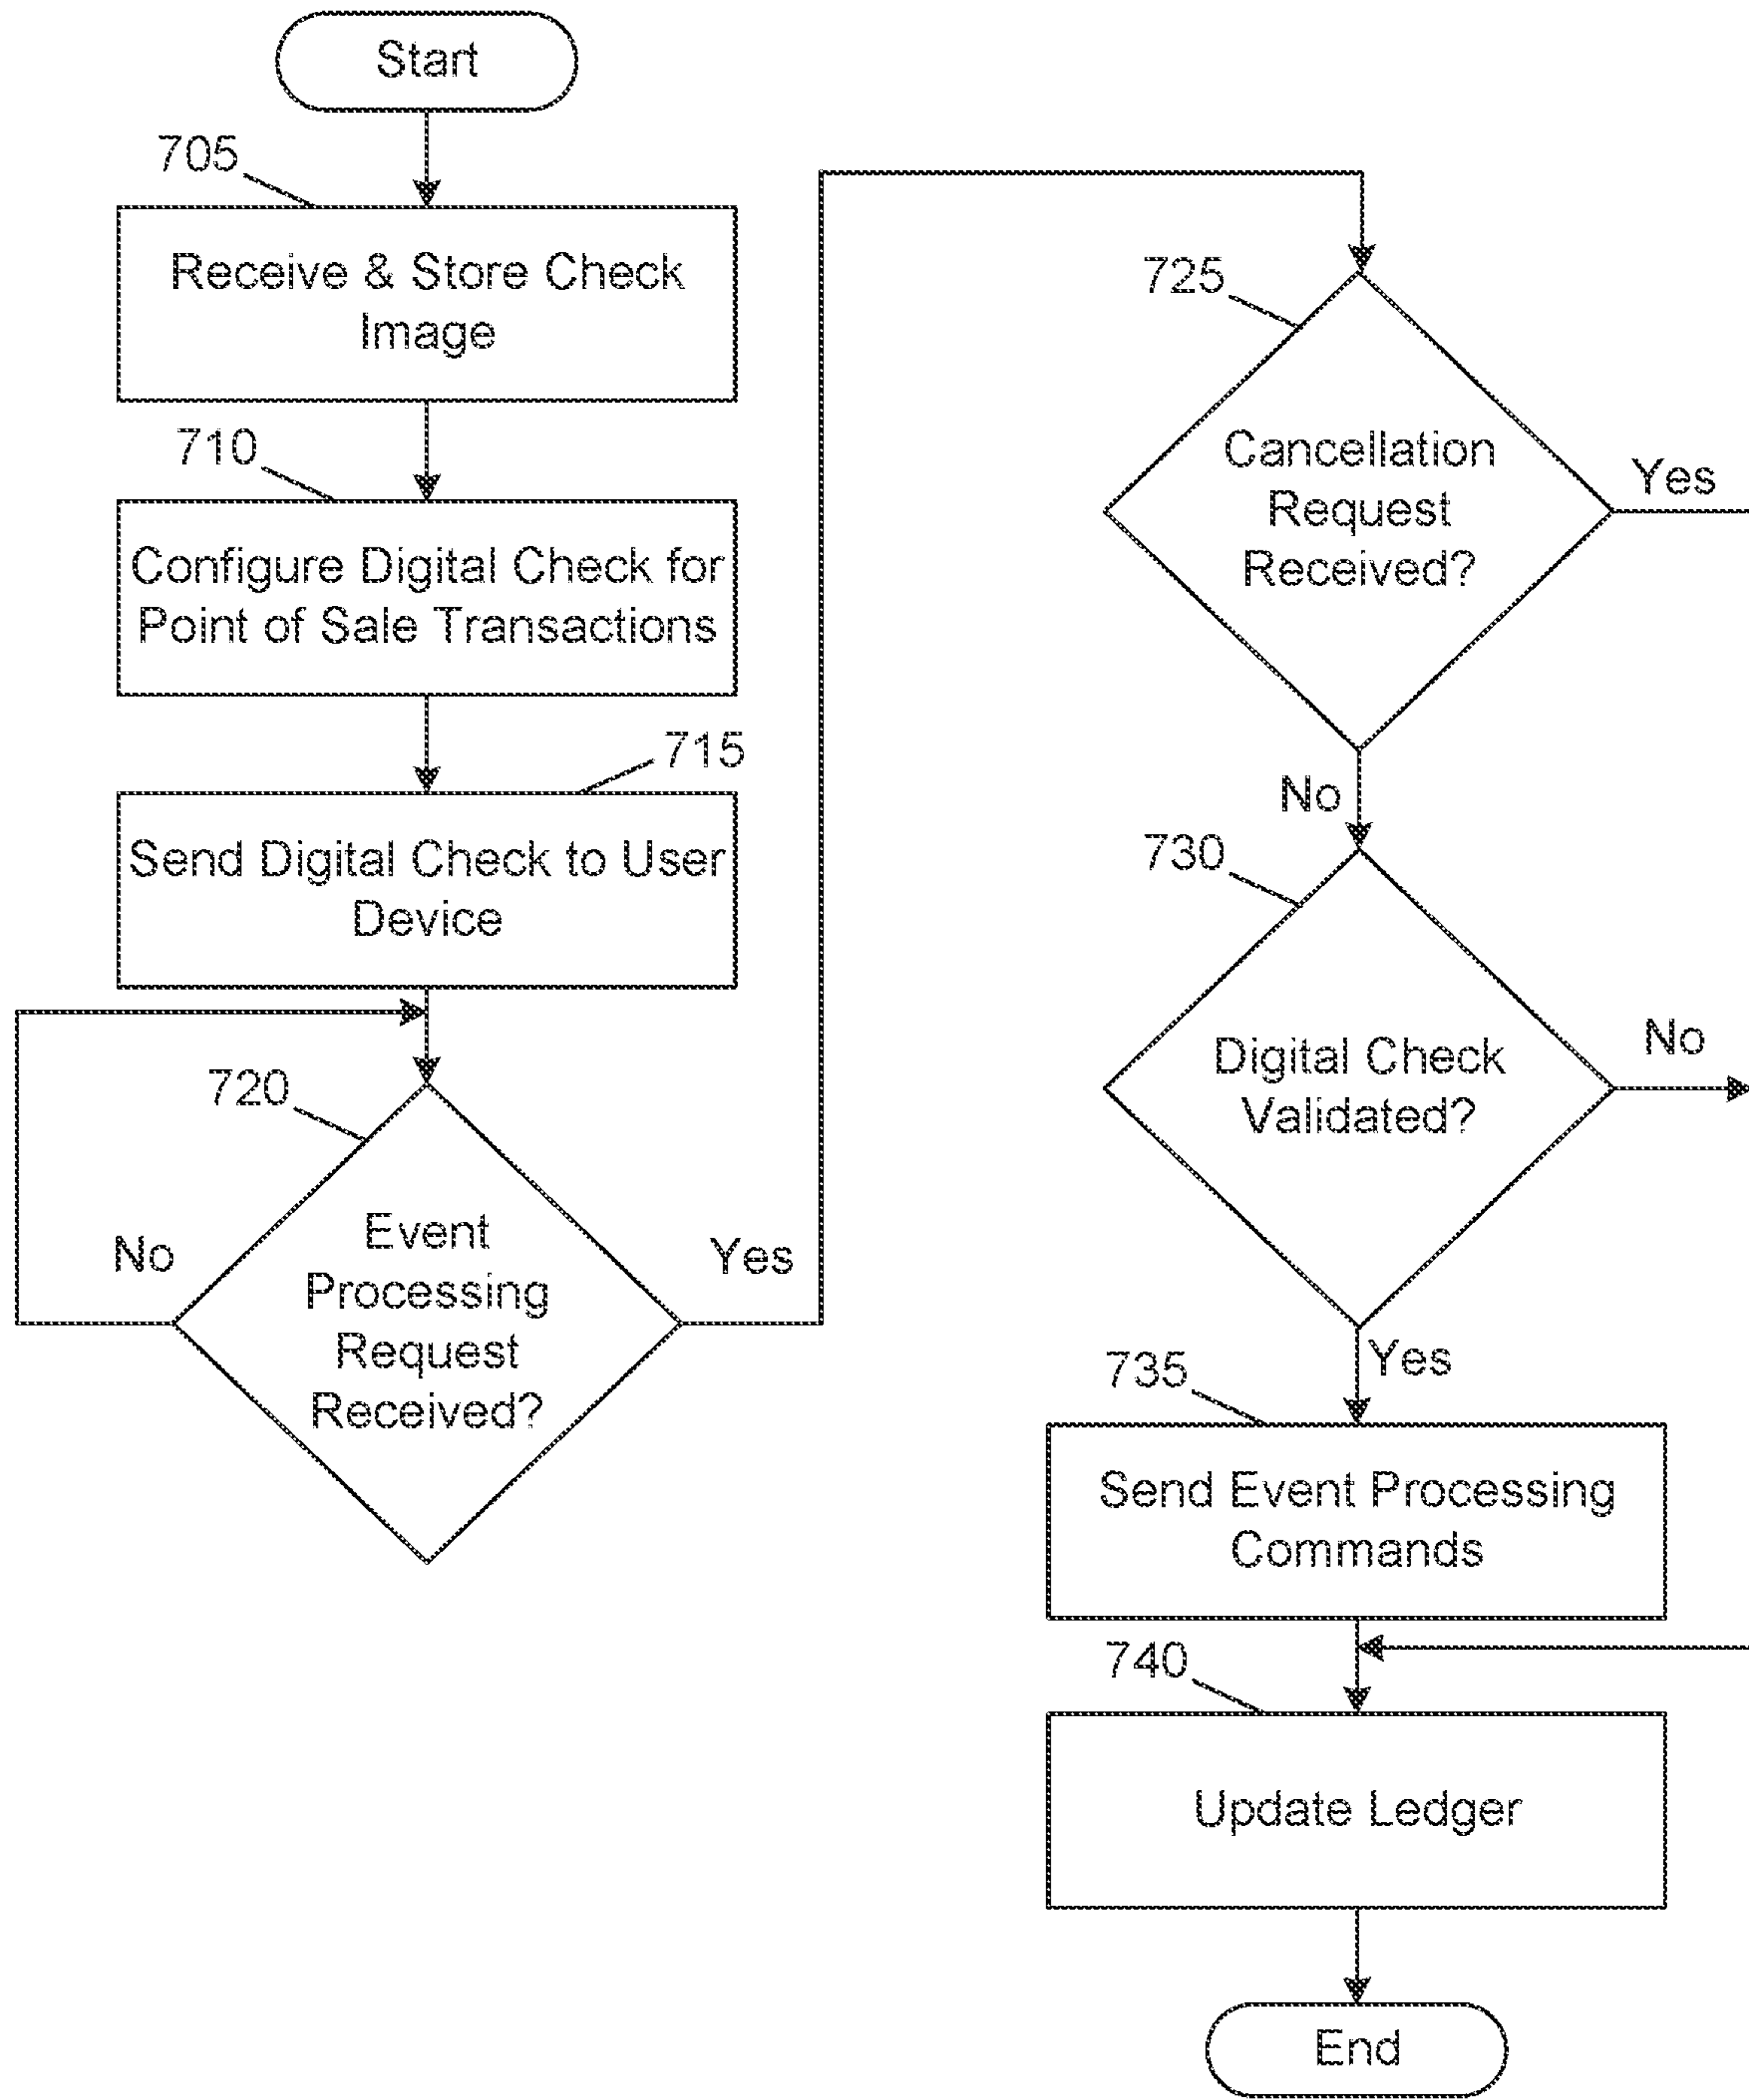 Start
705
Receive & Store Check
Image
710
Configure Digital Check for
Point of Sale Transactions
715
Send Digital Check to User
Device
720
Event
Processing
Request
Received?
No
Yes
725
Cancellation
Request
Received?
Yes
No
730
Digital Check
Validated?
No
Yes
735
Send Event Processing
Commands
740
Update Ledger
End